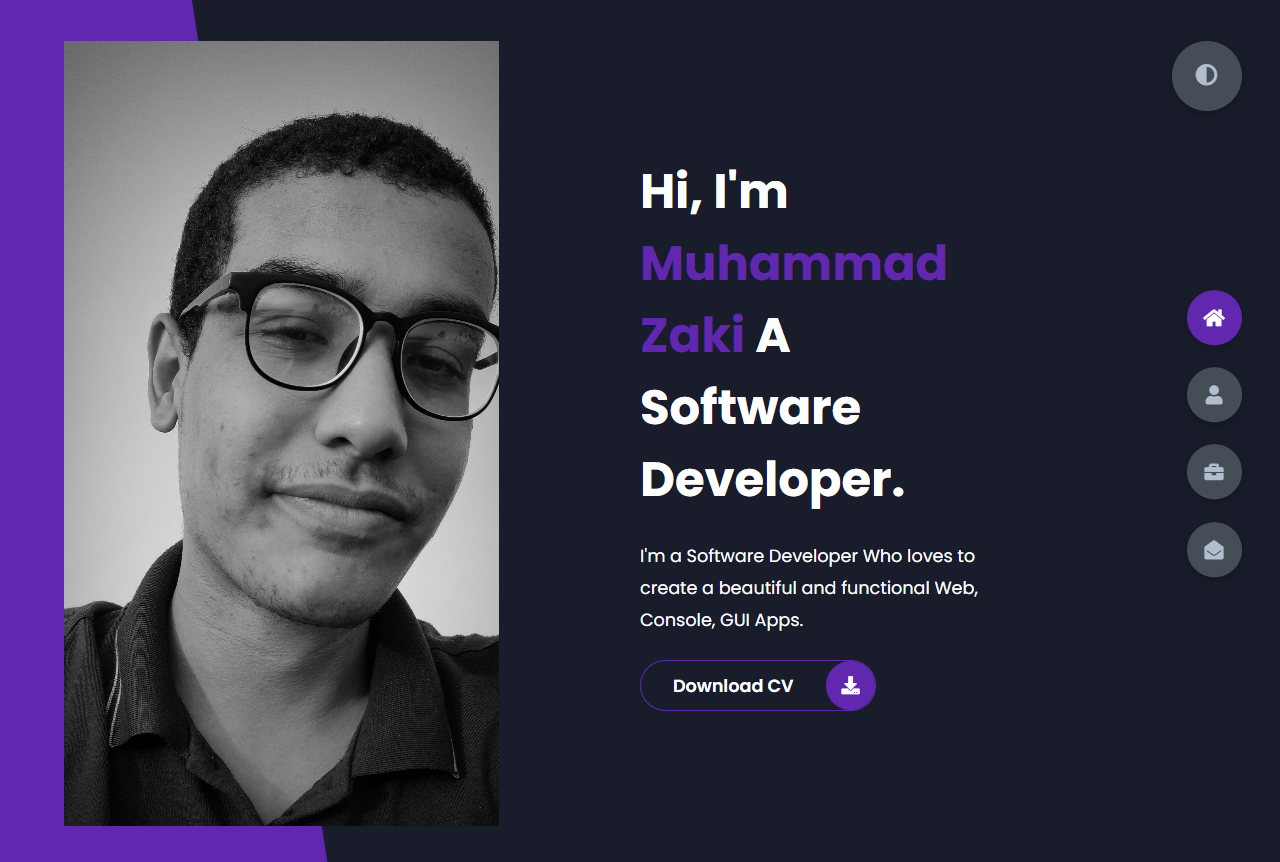 Hi, I'm
Muhammad
Zaki A
Software
Developer.
I'm a Software Developer Who loves to
create a beautiful and functional Web,
Console, GUI Apps.
Download CV